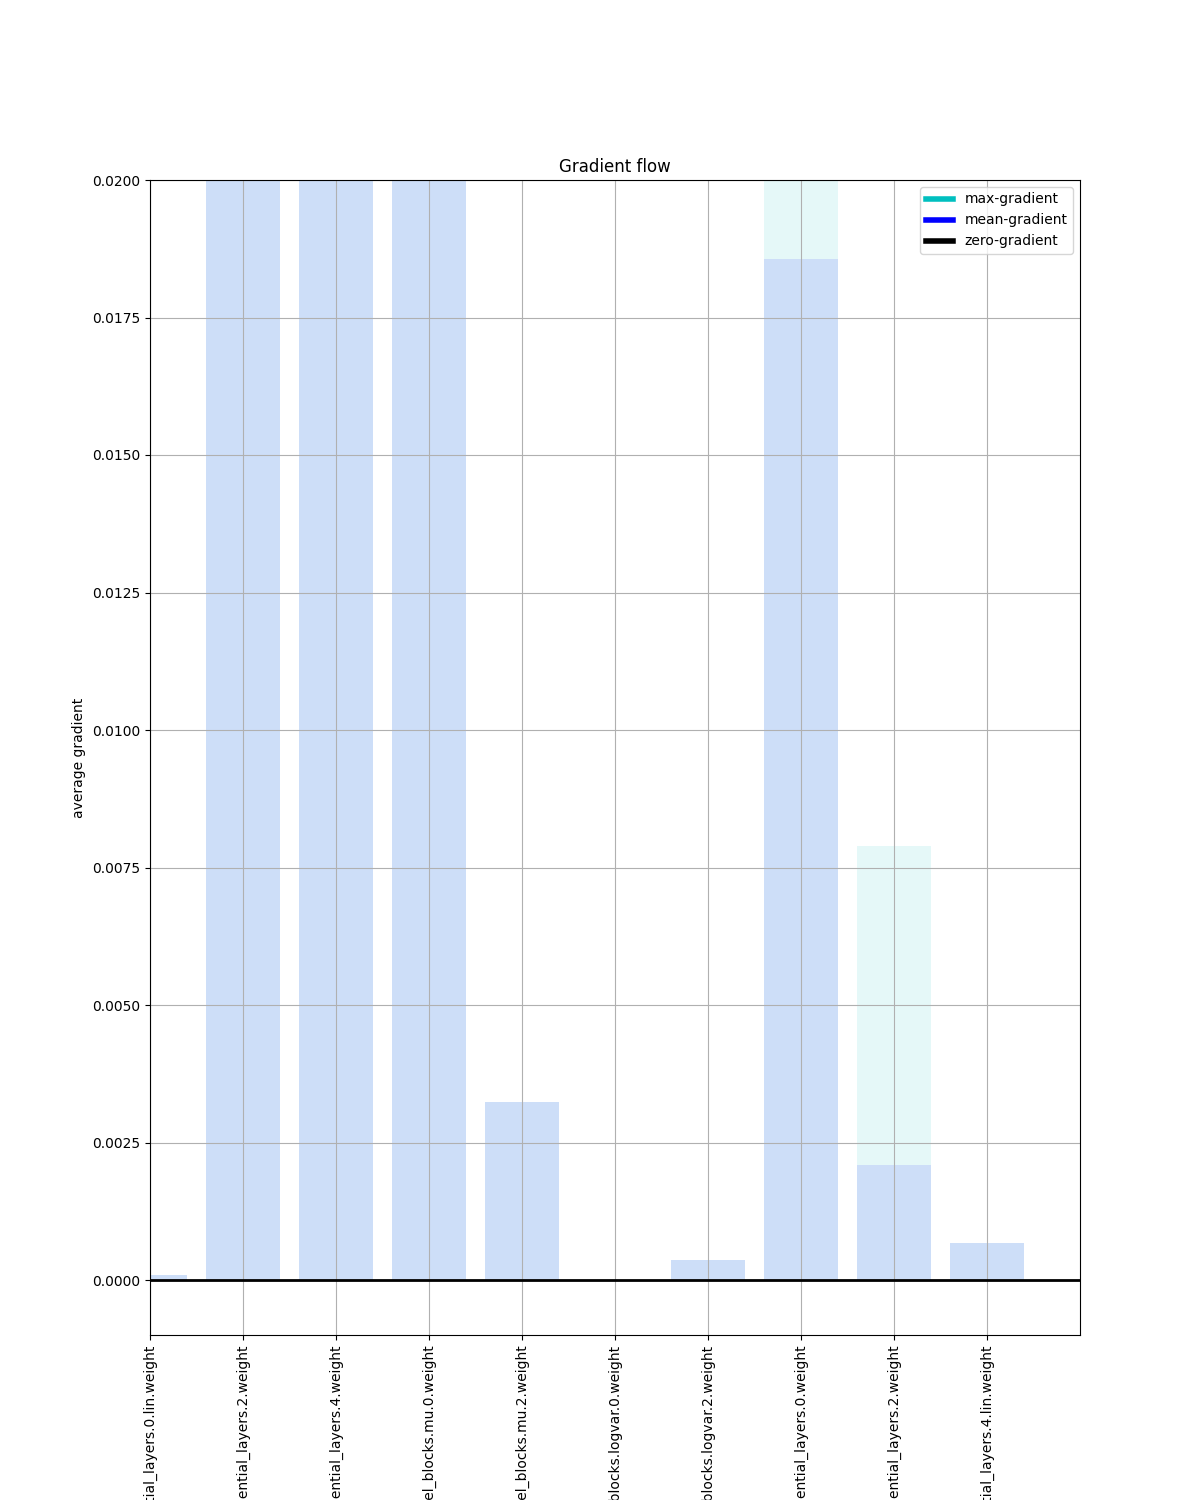 Gradient flow
max-gradient
mean-gradient
zero-gradient
0.0200
0.0175
0.0150
0.0125
0.0100
0.0075
0.0050
0.0025
0.0000
average gradient
tial_layers.0.lin.weight
ential_layers.2.weight
ential_layers.4.weight
el_blocks.mu.0.weight
el_blocks.mu.2.weight
blocks.logvar.0.weight
blocks.logvar.2.weight
ential_layers.0.weight
ential_layers.2.weight
tial_layers.4.lin.weight